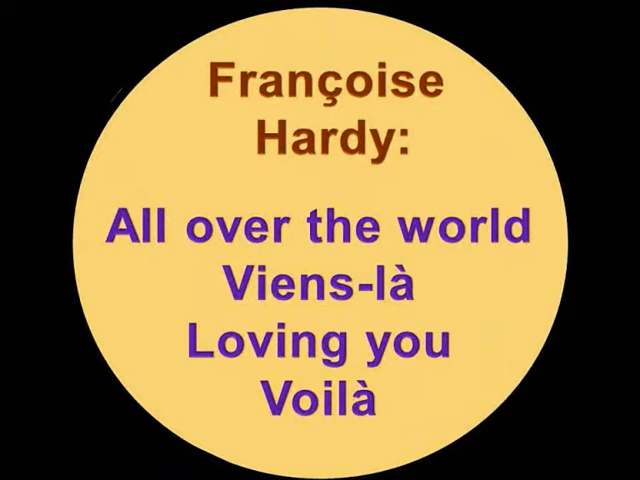 Françoise
Hardy:
All over the world
Viens-là
Loving you
Voilà